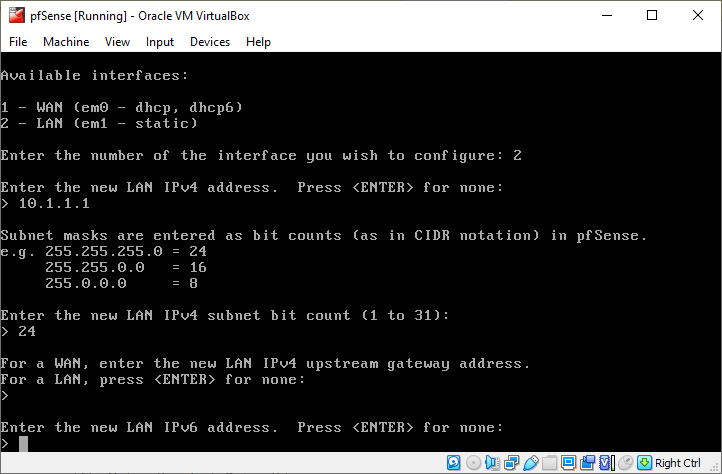 pfSense [Running] - Oracle VM VirtualBox
File Machine View Input Devices Help
Available interfaces:
1 - WAN (em0 - dhcp, dhcp6)
2 - LAN (em1 - static)
Enter the number of the interface you wish to configure: 2
Enter the new LAN IPv4 address.  Press <ENTER> for none:
> 10.1.1.1
Subnet masks are entered as bit counts (as in CIDR notation) in pfSense.
e.g. 255.255.255.0 = 24
     255.255.0.0   = 16
     255.0.0.0     = 8
Enter the new LAN IPv4 subnet bit count (1 to 31):
> 24
For a WAN, enter the new LAN IPv4 upstream gateway address.
For a LAN, press <ENTER> for none:
>
Enter the new LAN IPv6 address.  Press <ENTER> for none:
>
Right Ctrl